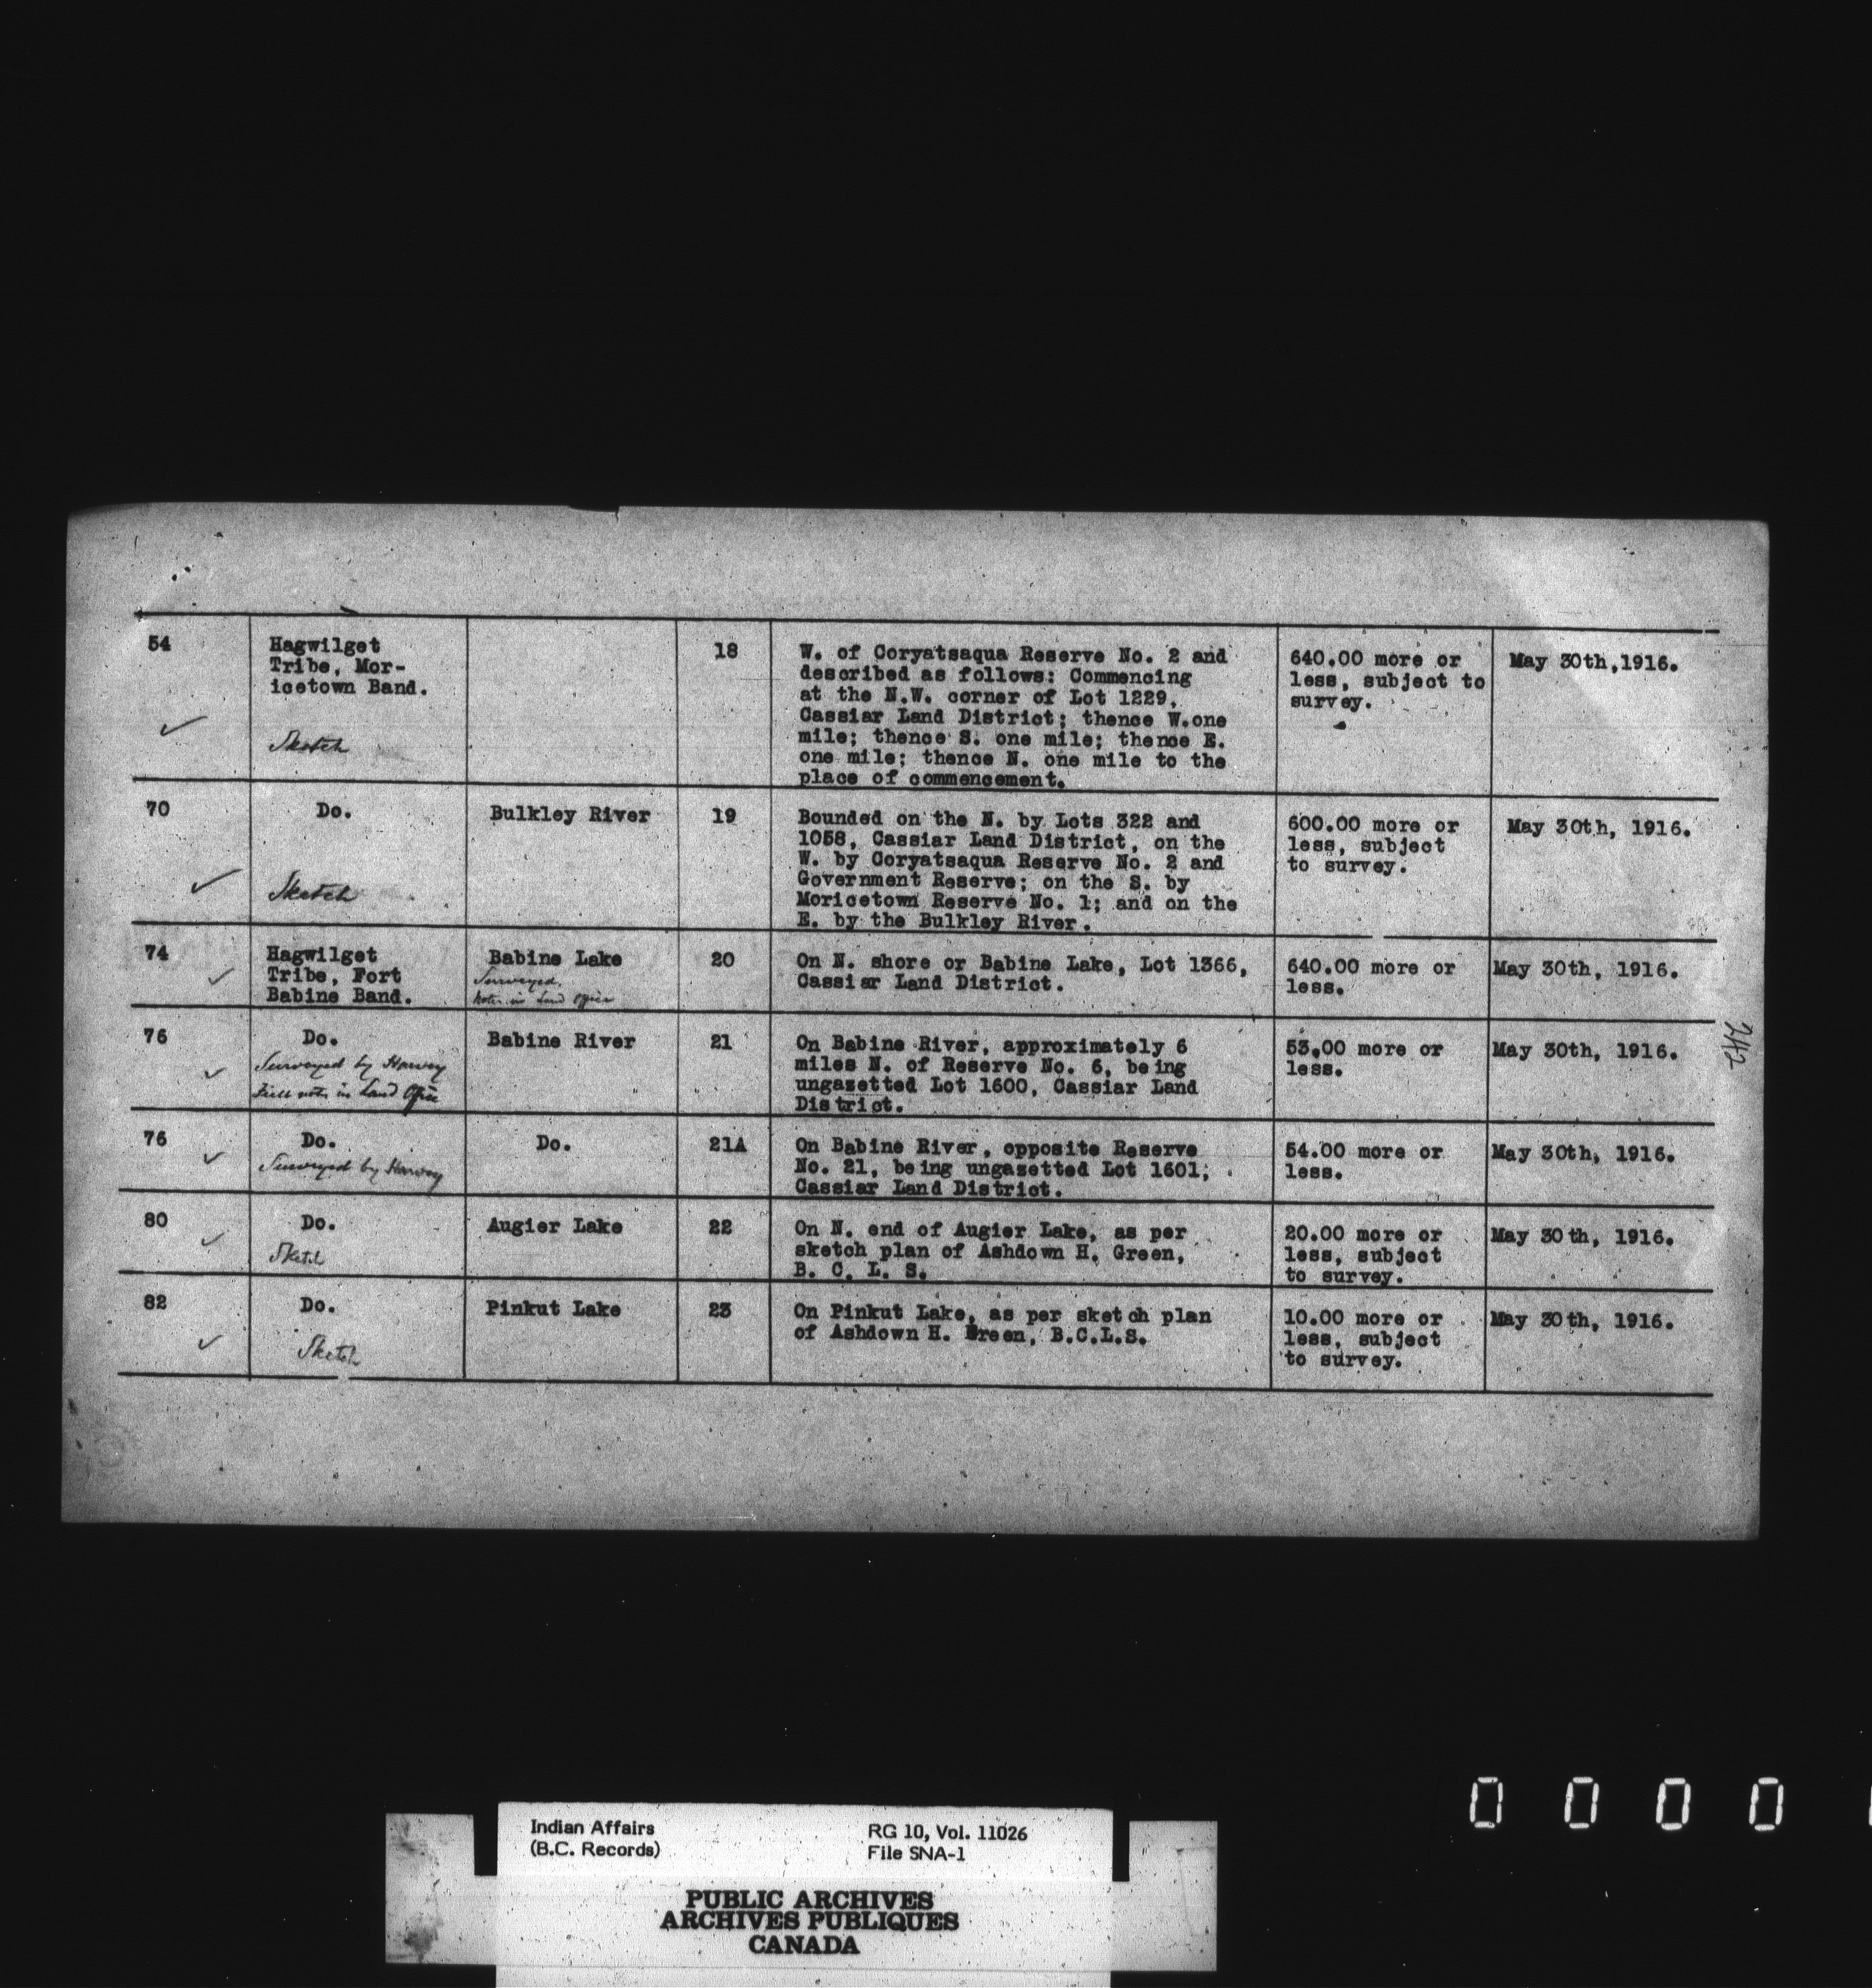 54
Hagwilget
Tribe, Mor-
icetown Band.
✓
Sketch
18
W. of Coryatsaqua Reserve No. 2 and
described as follows: Commencing
at the N.W. corner of Lot 1229,
Cassiar Land District; thence W.one
mile; thence S. one mile; thence E.
one mile; thence N. one mile to the
place of commencement.
640.00 more or
less, subject to
survey.
May 30th,1916.
70
Do.
✓
Sketch
Bulkley River
19
Bounded on the N. by Lots 322 and
1058, Cassiar Land District, on the
W. by Coryatsaqua Reserve No. 2 and
Government Reserve; on the S. by
Moricetown Reserve No. 1; and on the
E. by the Bulkley River.
600.00 more or
less, subject
to survey.
May 30th, 1916.
74
✓
Hagwilget
Tribe, Fort
Babine Band.
Babine Lake
Surveyed,
Notes in Land Office
20
On N. shore or Babine Lake, Lot 1366,
Cassiar Land District.
640.00 more or
less.
May 30th, 1916.
76
✓
Do.
Surveyed by Harvey
Field notes in Land Office
Babine River
21
On Babine River, approximately 6
miles N. of Reserve No. 6, being
ungazetted Lot 1600, Cassiar Land
District.
53.00 more or
less.
May 30th, 1916.
242
76
✓
Do.
Surveyed by Harvey
Do.
21A
On Babine River, opposite Reserve
No. 21, being ungazetted Lot 1601;
Cassiar Land District.
54.00 more or
less.
May 30th, 1916.
80
✓
Do.
Sketch
Augier Lake
22
On N. end of Augier Lake, as per
sketch plan of Ashdown H. Green,
B. C. L. S.
20.00 more or
less, subject
to survey.
May 30th, 1916.
82
✓
Do.
Sketch
Pinkut Lake
23
On Pinkut Lake, as per sketch plan
of Ashdown H. Green, B.C.L.S.
10.00 more or
less, subject
to survey.
May 30th, 1916.
0 0 0 0
Indian Affairs
(B.C. Records)
RG 10, Vol. 11026
File SNA-1
PUBLIC ARCHIVES
ARCHIVES PUBLIQUES
CANADA